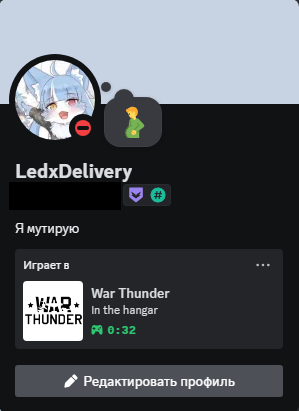 LedxDelivery
#
Я мутирую
Играет в
WAR
THUNDER
War Thunder
In the hangar
0:32
Редактировать профиль